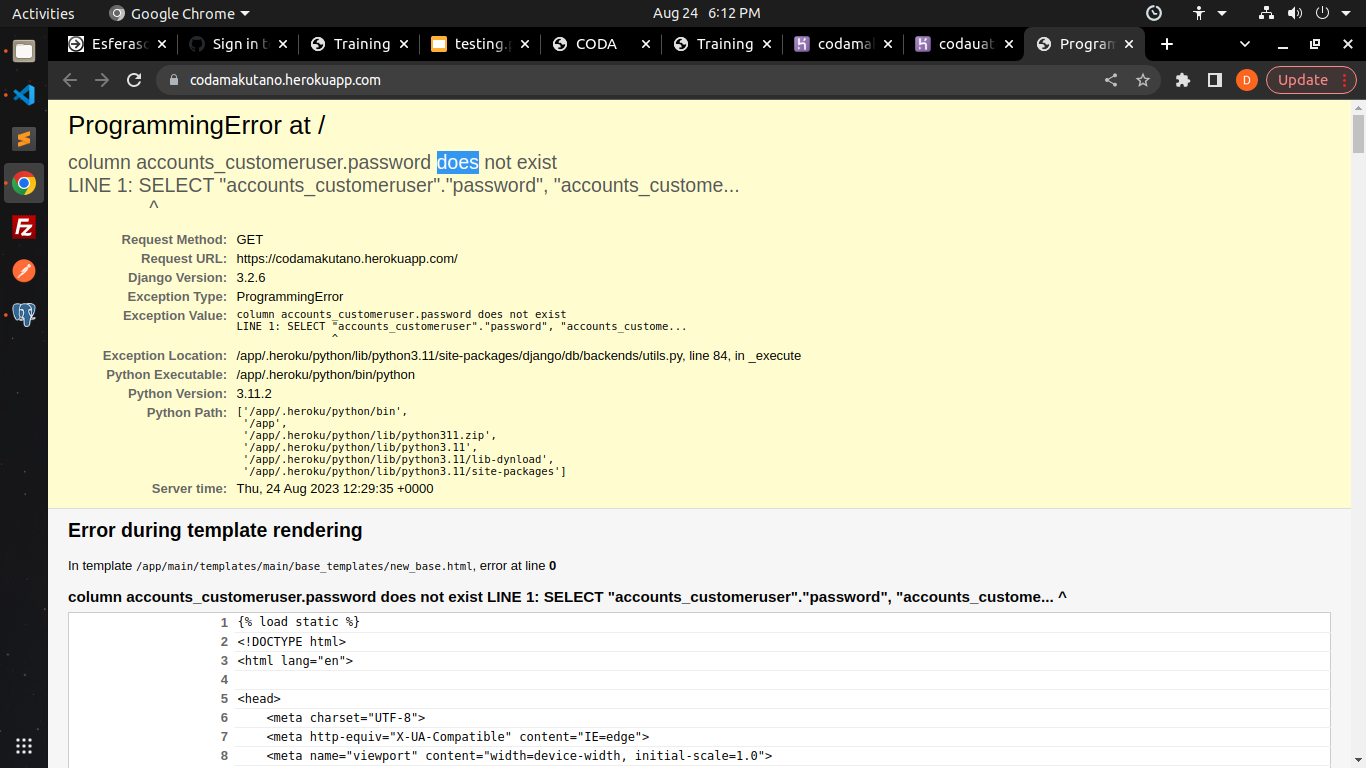 Activities Google Chrome Aug 24 6:12 PM
Esferas Sign in t Training testing.p CODA Training codamal codauat Program
codamakutano.herokuapp.com D Update
ProgrammingError at /
column accounts_customeruser.password does not exist
LINE 1: SELECT "accounts_customeruser"."password", "accounts_custome...
^
Request Method: GET
Request URL: https://codamakutano.herokuapp.com/
Django Version: 3.2.6
Exception Type: ProgrammingError
Exception Value: column accounts_customeruser.password does not exist
LINE 1: SELECT "accounts_customeruser"."password", "accounts_custome...
^
Exception Location: /app/.heroku/python/lib/python3.11/site-packages/django/db/backends/utils.py, line 84, in _execute
Python Executable: /app/.heroku/python/bin/python
Python Version: 3.11.2
Python Path: ['/app/.heroku/python/bin',
'/app',
'/app/.heroku/python/lib/python311.zip',
'/app/.heroku/python/lib/python3.11',
'/app/.heroku/python/lib/python3.11/lib-dynload',
'/app/.heroku/python/lib/python3.11/site-packages']
Server time: Thu, 24 Aug 2023 12:29:35 +0000
Error during template rendering
In template /app/main/templates/main/base_templates/new_base.html, error at line 0
column accounts_customeruser.password does not exist LINE 1: SELECT "accounts_customeruser"."password", "accounts_custome... ^
1 {% load static %}
2 <!DOCTYPE html>
3 <html lang="en">
4
5 <head>
6 <meta charset="UTF-8">
7 <meta http-equiv="X-UA-Compatible" content="IE=edge">
8 <meta name="viewport" content="width=device-width, initial-scale=1.0">